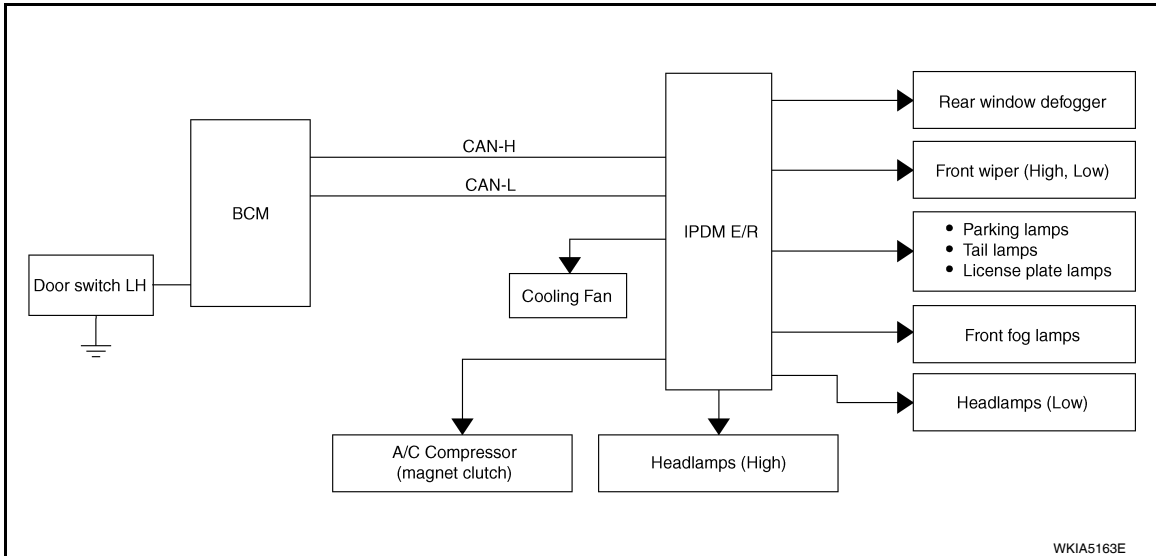 Rear window defogger
CAN-H
Front wiper (High, Low)
CAN-L
BCM
IPDM E/R
• Parking lamps
• Tail lamps
• License plate lamps
Door switch LH
Cooling Fan
Front fog lamps
Headlamps (Low)
A/C Compressor
(magnet clutch)
Headlamps (High)
WKIA5163E